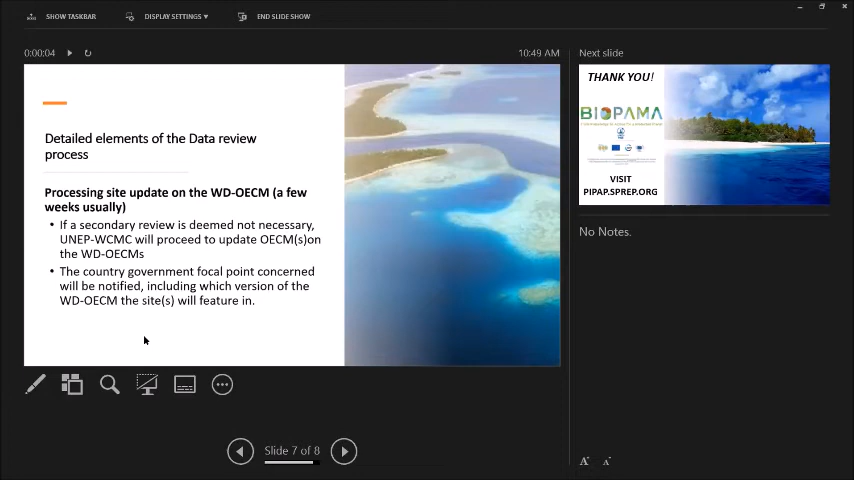 SHOW TASKBAR
DISPLAY SETTINGS ▾
END SLIDE SHOW
0:00:04
10:49 AM
Detailed elements of the Data review
process
Processing site update on the WD-OECM (a few
weeks usually)
• If a secondary review is deemed not necessary,
UNEP-WCMC will proceed to update OECM(s)on
the WD-OECMs
• The country government focal point concerned
will be notified, including which version of the
WD-OECM the site(s) will feature in.
Slide 7 of 8
Next slide
THANK YOU!
BIOPAMA
VISIT
PIPAP.SPREP.ORG
No Notes.
A A